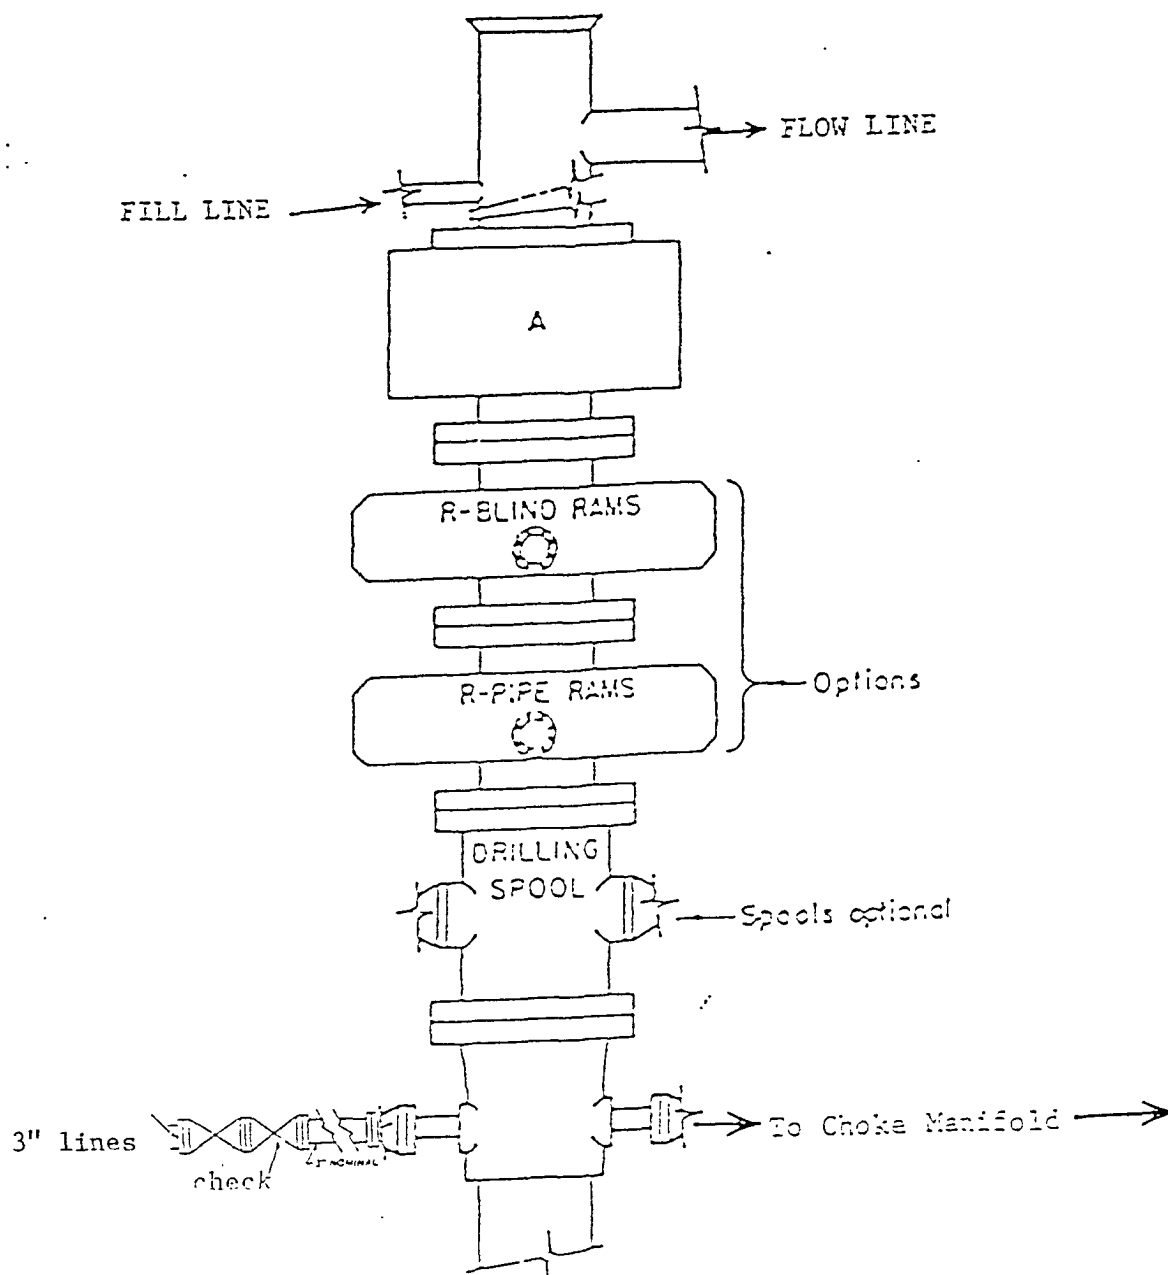 FLOW LINE
FILL LINE
A
R-BLIND RAMS
R-PIPE RAMS
Options
DRILLING
SPOOL
Spools optional
3" lines
check
NOMINAL
To Choke Manifold